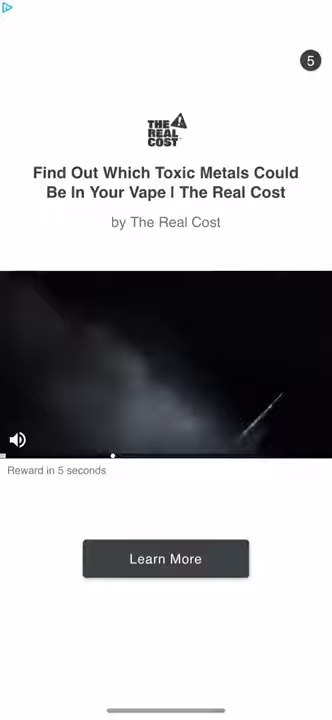 5
THE
REAL
COST
Find Out Which Toxic Metals Could
Be In Your Vape | The Real Cost
by The Real Cost
Reward in 5 seconds
Learn More